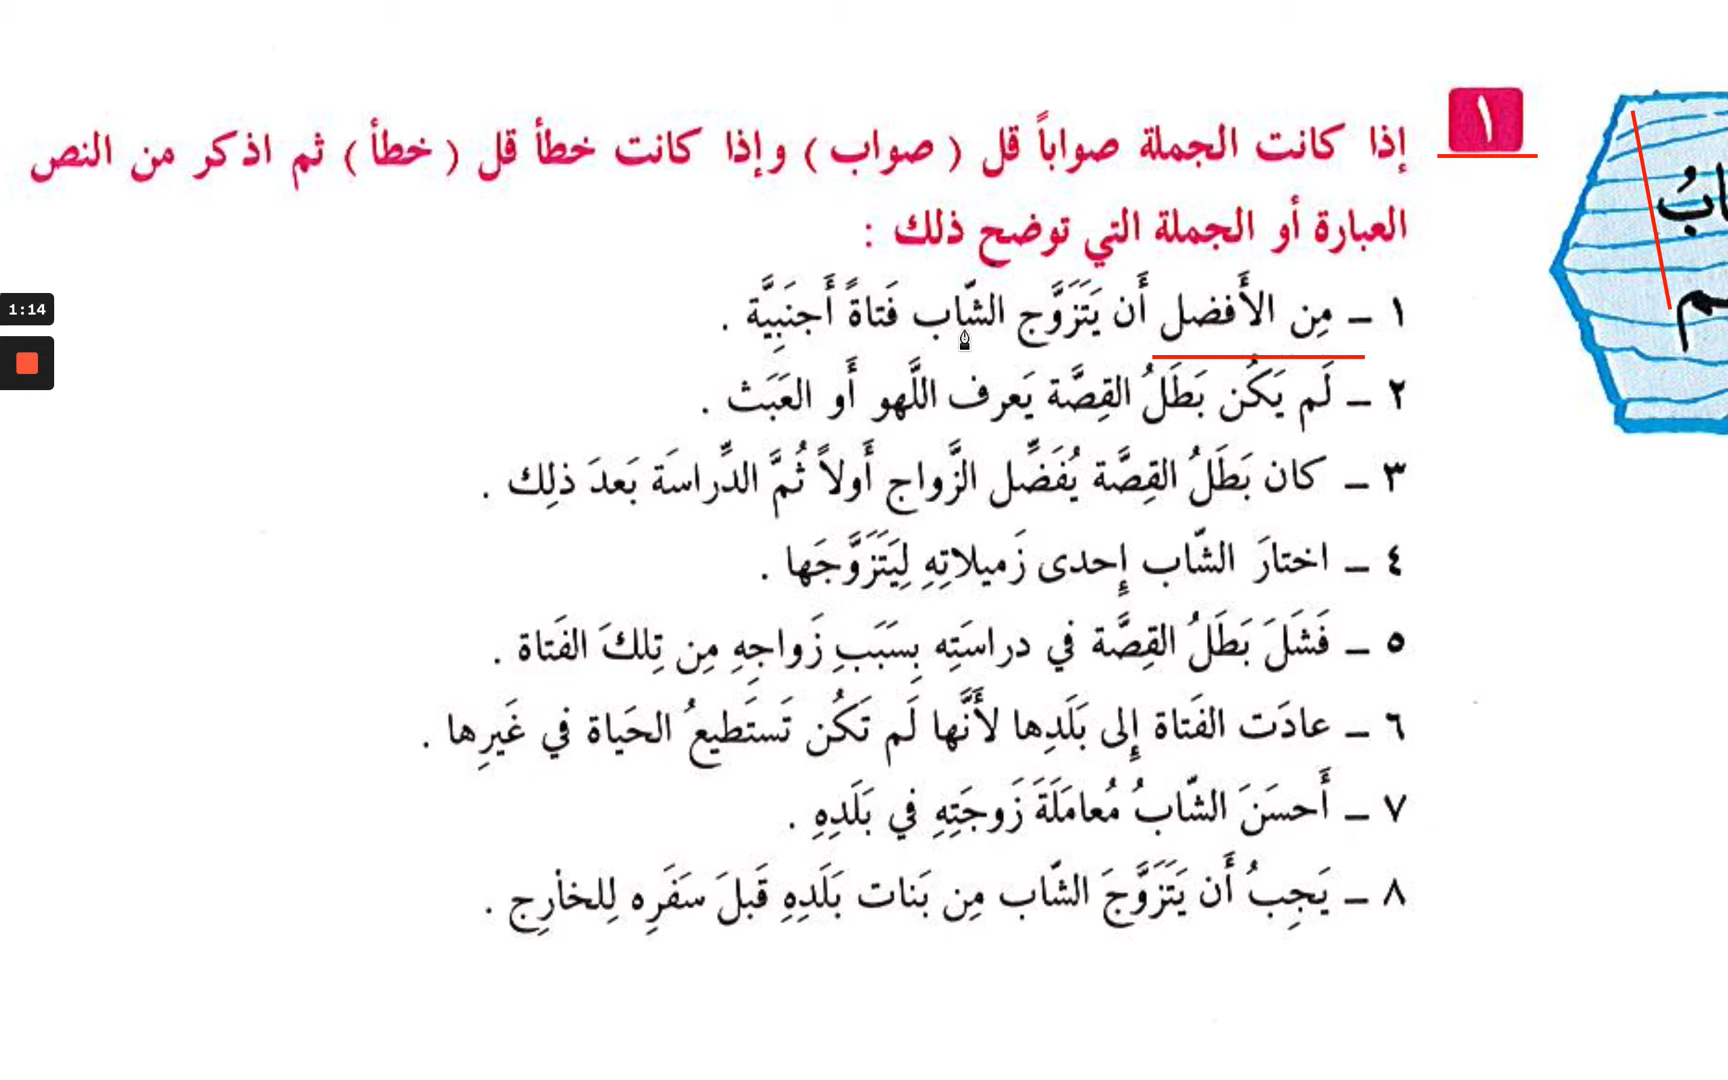 ١
إذا كانت الجملة صواباً قل ( صواب ) وإذا كانت خطأ قل ( خطأ ) ثم اذكر من النص
العبارة أو الجملة التي توضح ذلك :
١ ـ مِن الأَفضل أَن يَتَزَوَّج الشّاب فَتاةً أَجنَبِيَّة .
٢ ـ لَم يَكُن بَطَلُ القِصَّة يَعرف اللَّهو أَو العَبَث .
٣ ـ كان بَطَلُ القِصَّة يُفَضِّل الزَّواج أَولاً ثُمَّ الدِّراسَة بَعدَ ذلِك .
٤ ـ اختارَ الشّاب إِحدى زَميلاتِهِ لِيَتَزَوَّجَها .
٥ ـ فَشَلَ بَطَلُ القِصَّة في دراسَتِه بِسَبَبِ زَواجِهِ مِن تِلكَ الفَتاة .
٦ ـ عادَت الفَتاة إِلى بَلَدِها لأَنَّها لَم تَكُن تَستَطيعُ الحَياة في غَيرِها .
٧ ـ أَحسَنَ الشّابُ مُعامَلَةَ زَوجَتِهِ في بَلَدِهِ .
٨ ـ يَجِبُ أَن يَتَزَوَّجَ الشّاب مِن بَنات بَلَدِهِ قَبلَ سَفَرِه لِلخارِج .
1:14